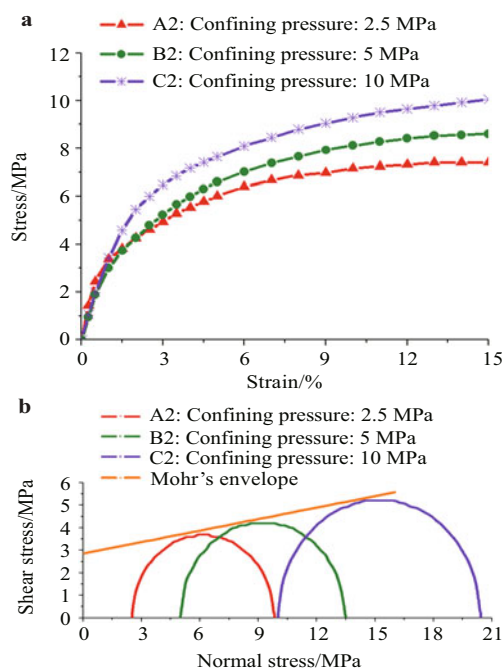 a
A2: Confining pressure: 2.5 MPa
B2: Confining pressure: 5 MPa
C2: Confining pressure: 10 MPa
12
10
8
6
4
2
0
Stress/MPa
0 3 6 9 12 15
Strain/%
b
A2: Confining pressure: 2.5 MPa
B2: Confining pressure: 5 MPa
C2: Confining pressure: 10 MPa
Mohr's envelope
6
5
4
3
2
1
0
Shear stress/MPa
0 3 6 9 12 15 18 21
Normal stress/MPa